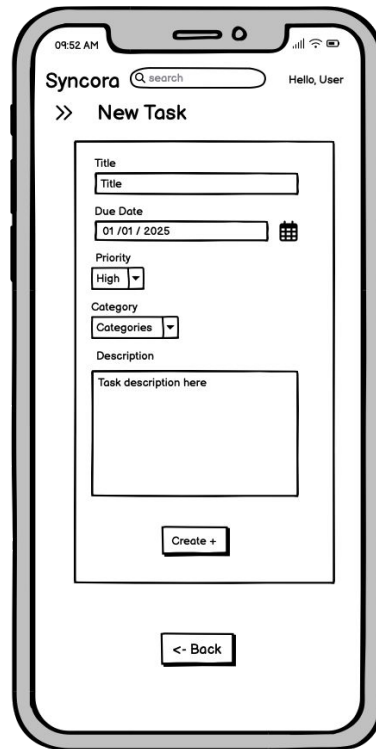 09:52 AM
Syncora search Hello, User
>> New Task
Title
Title
Due Date
01 /01 / 2025
Priority
High
Category
Categories
Description
Task description here
Create +
<- Back